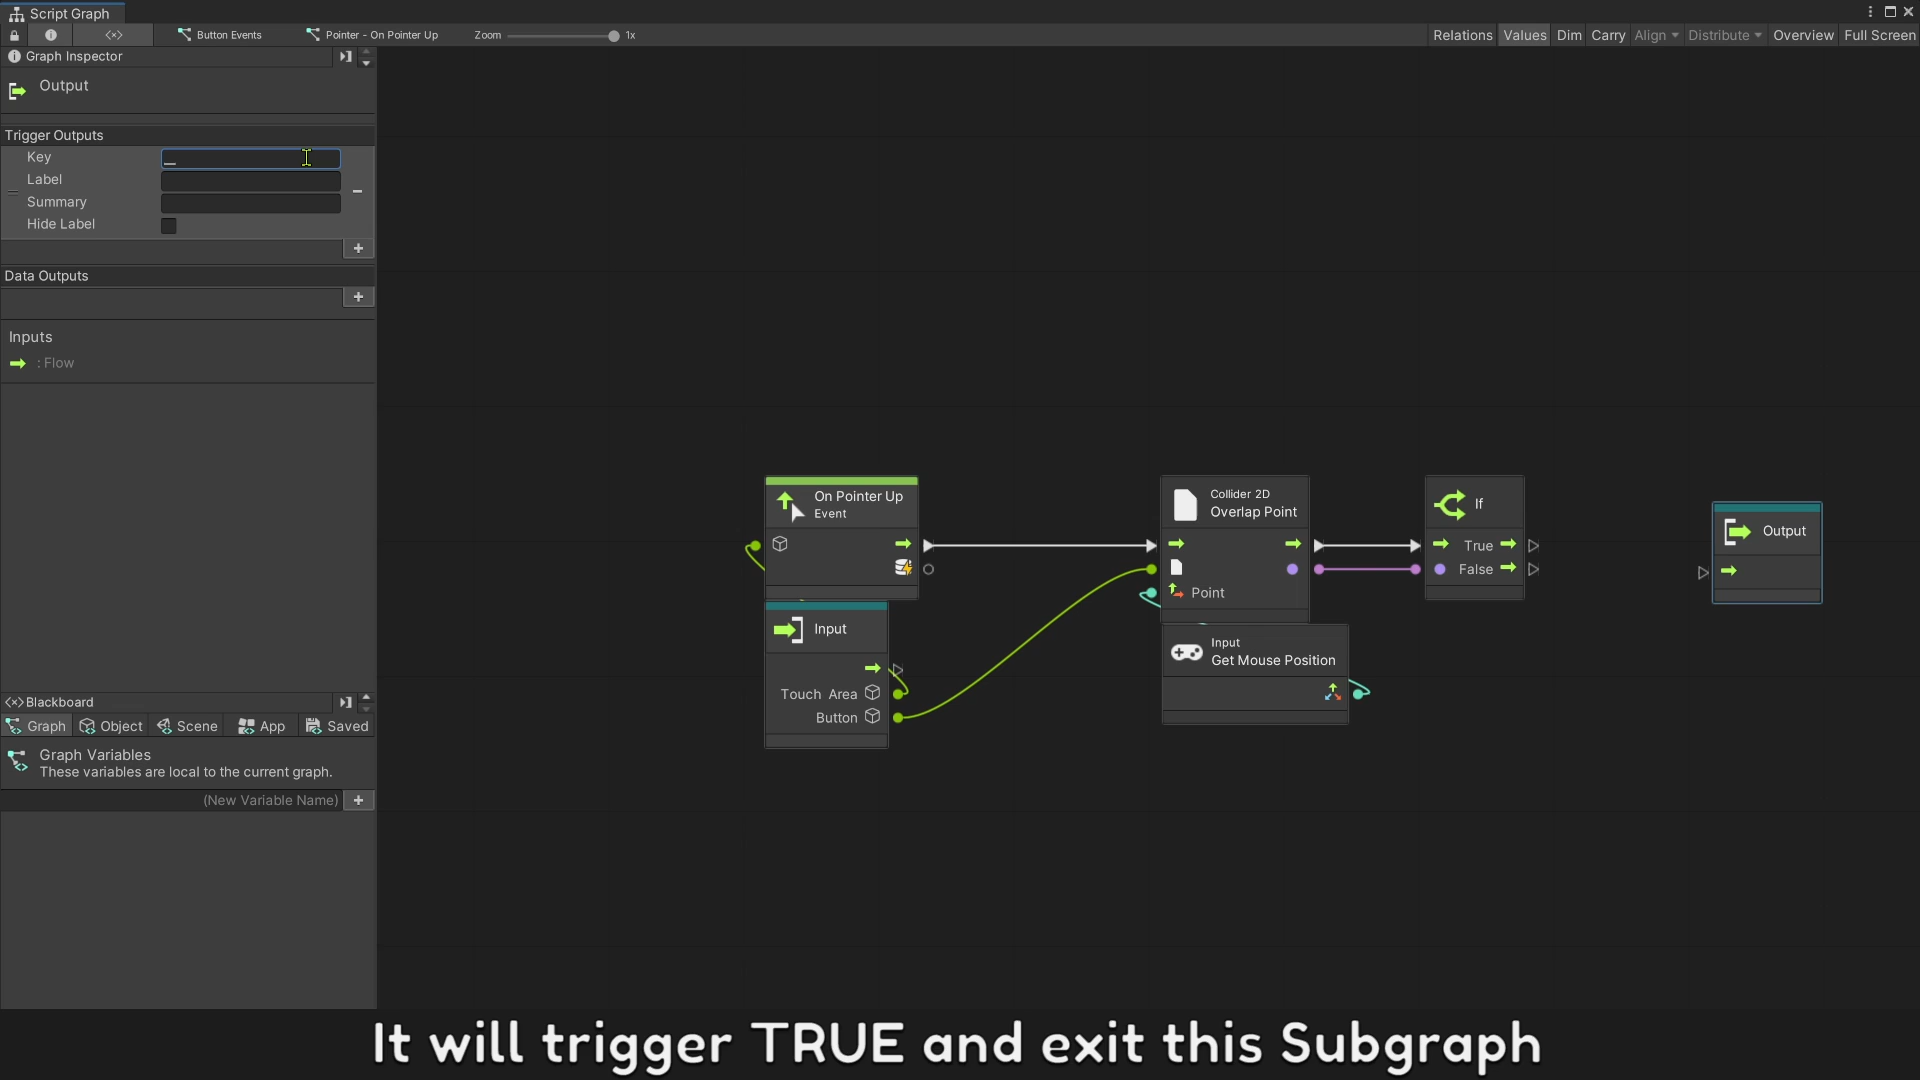 Script Graph
Button Events
Pointer - On Pointer Up
Zoom
1x
Relations
Values
Dim
Carry
Align
Distribute
Overview
Full Screen
Graph Inspector
Output
Trigger Outputs
Key
_
Label
Summary
Hide Label
Data Outputs
Inputs
: Flow
Blackboard
Graph
Object
Scene
App
Saved
Graph Variables
These variables are local to the current graph.
(New Variable Name)
On Pointer Up
Event
Input
Touch Area
Button
Collider 2D
Overlap Point
Point
Input
Get Mouse Position
If
True
False
Output
It will trigger TRUE and exit this Subgraph